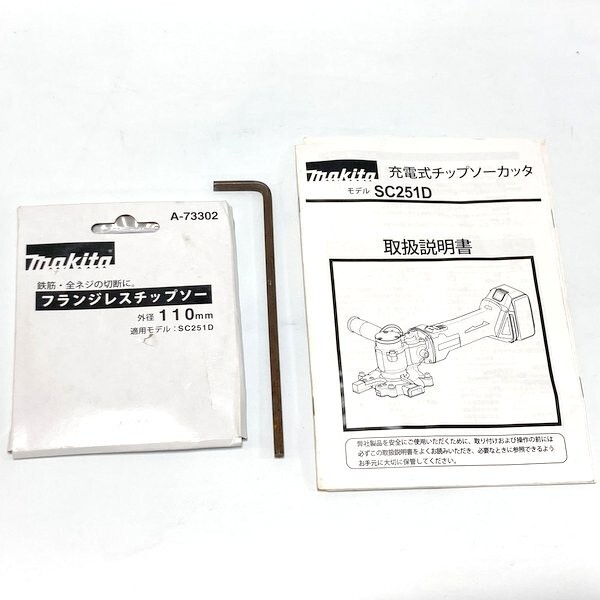 A-73302
makita
鉄筋・全ネジの切断に。
フランジレスチップソー
外径 110mm
適用モデル：SC251D
makita 充電式チップソーカッタ
モデル SC251D
取扱説明書
弊社製品を安全にご使用いただくために、取り付けおよび操作の前には
必ずこの取扱説明書をよくお読みいただき、必要なときに参照できるよう
お手元に大切に保管してください。